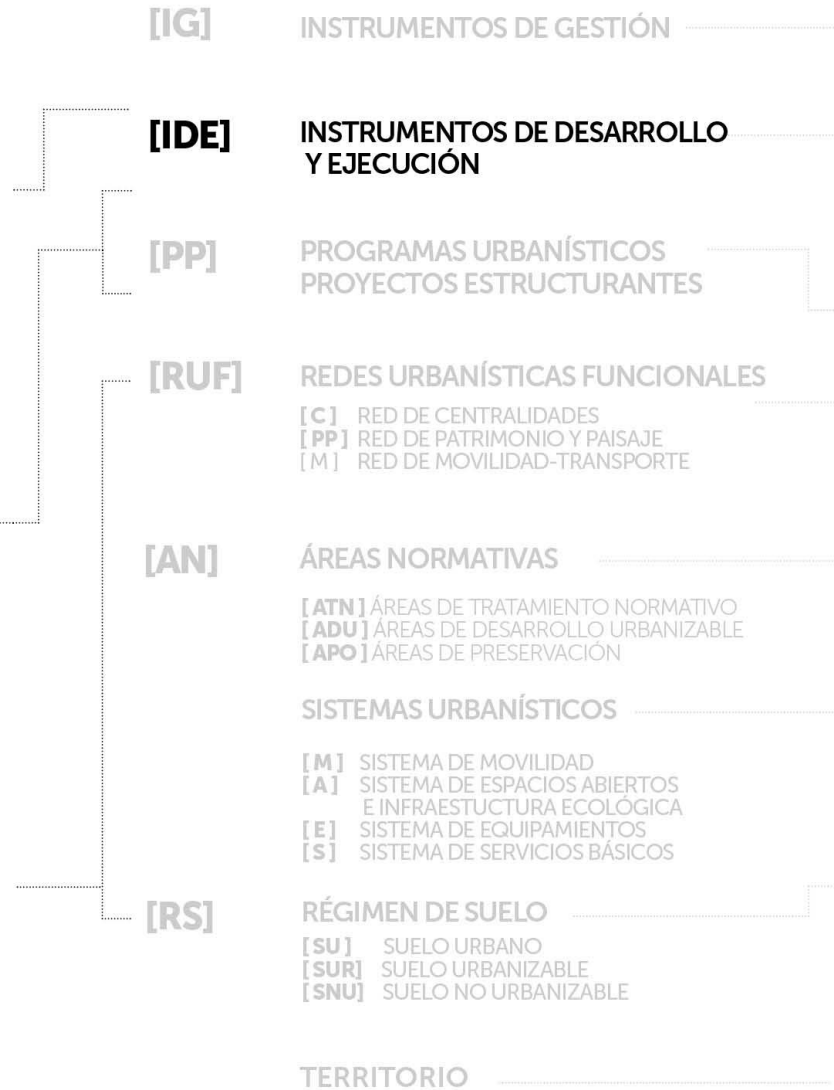 [IG] INSTRUMENTOS DE GESTIÓN
[IDE] INSTRUMENTOS DE DESARROLLO
Y EJECUCIÓN
[PP] PROGRAMAS URBANÍSTICOS
PROYECTOS ESTRUCTURANTES
[RUF] REDES URBANÍSTICAS FUNCIONALES
[ C ] RED DE CENTRALIDADES
[ PP ] RED DE PATRIMONIO Y PAISAJE
[ M ] RED DE MOVILIDAD-TRANSPORTE
[AN] ÁREAS NORMATIVAS
[ ATN ] ÁREAS DE TRATAMIENTO NORMATIVO
[ ADU ] ÁREAS DE DESARROLLO URBANIZABLE
[ APO ] ÁREAS DE PRESERVACIÓN
SISTEMAS URBANÍSTICOS
[ M ] SISTEMA DE MOVILIDAD
[ A ] SISTEMA DE ESPACIOS ABIERTOS
E INFRAESTUCTURA ECOLÓGICA
[ E ] SISTEMA DE EQUIPAMIENTOS
[ S ] SISTEMA DE SERVICIOS BÁSICOS
[RS] RÉGIMEN DE SUELO
[ SU ] SUELO URBANO
[ SUR] SUELO URBANIZABLE
[ SNU] SUELO NO URBANIZABLE
TERRITORIO